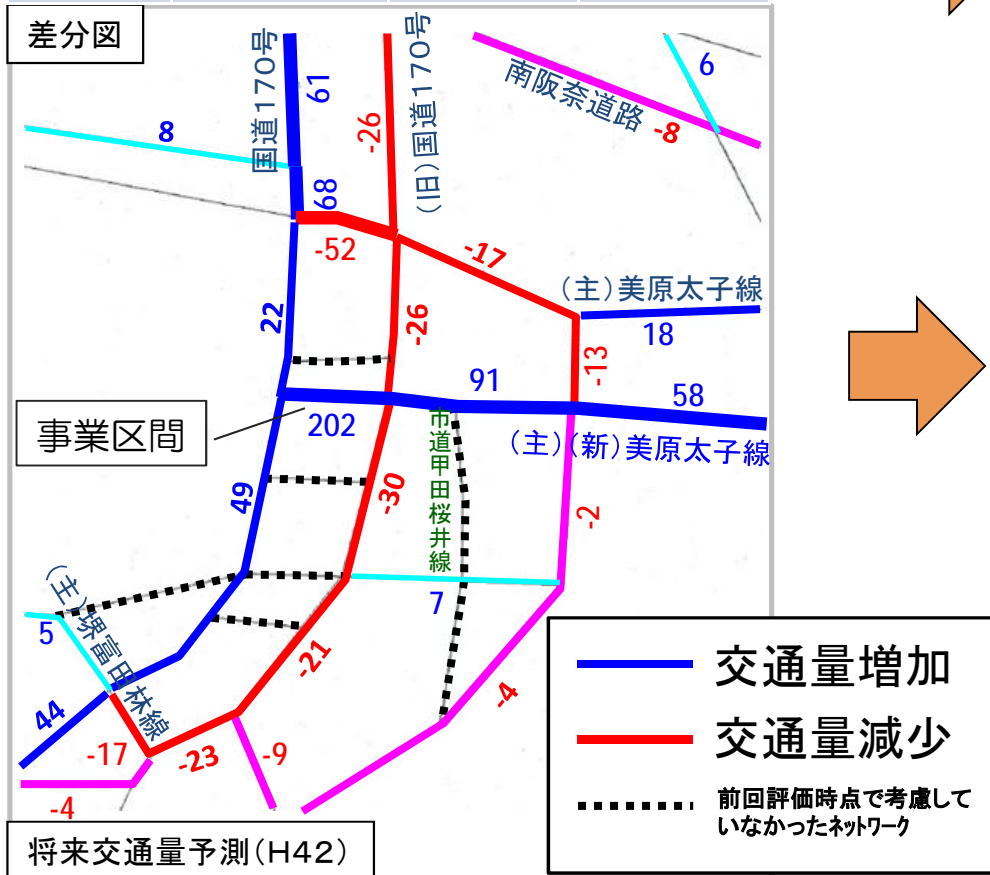 差分図
国道170号
61
-26
(旧)国道170号
南阪奈道路
-8
6
8
68
-52
-17
(主)美原太子線
18
22
-26
-13
91
58
事業区間
202
市道甲田桜井線
(主)(新)美原太子線
49
-30
-2
(主)堺富田林線
5
7
-21
-4
44
-17
-23
-9
-4
交通量増加
交通量減少
前回評価時点で考慮して
いなかったネットワーク
将来交通量予測(H42)